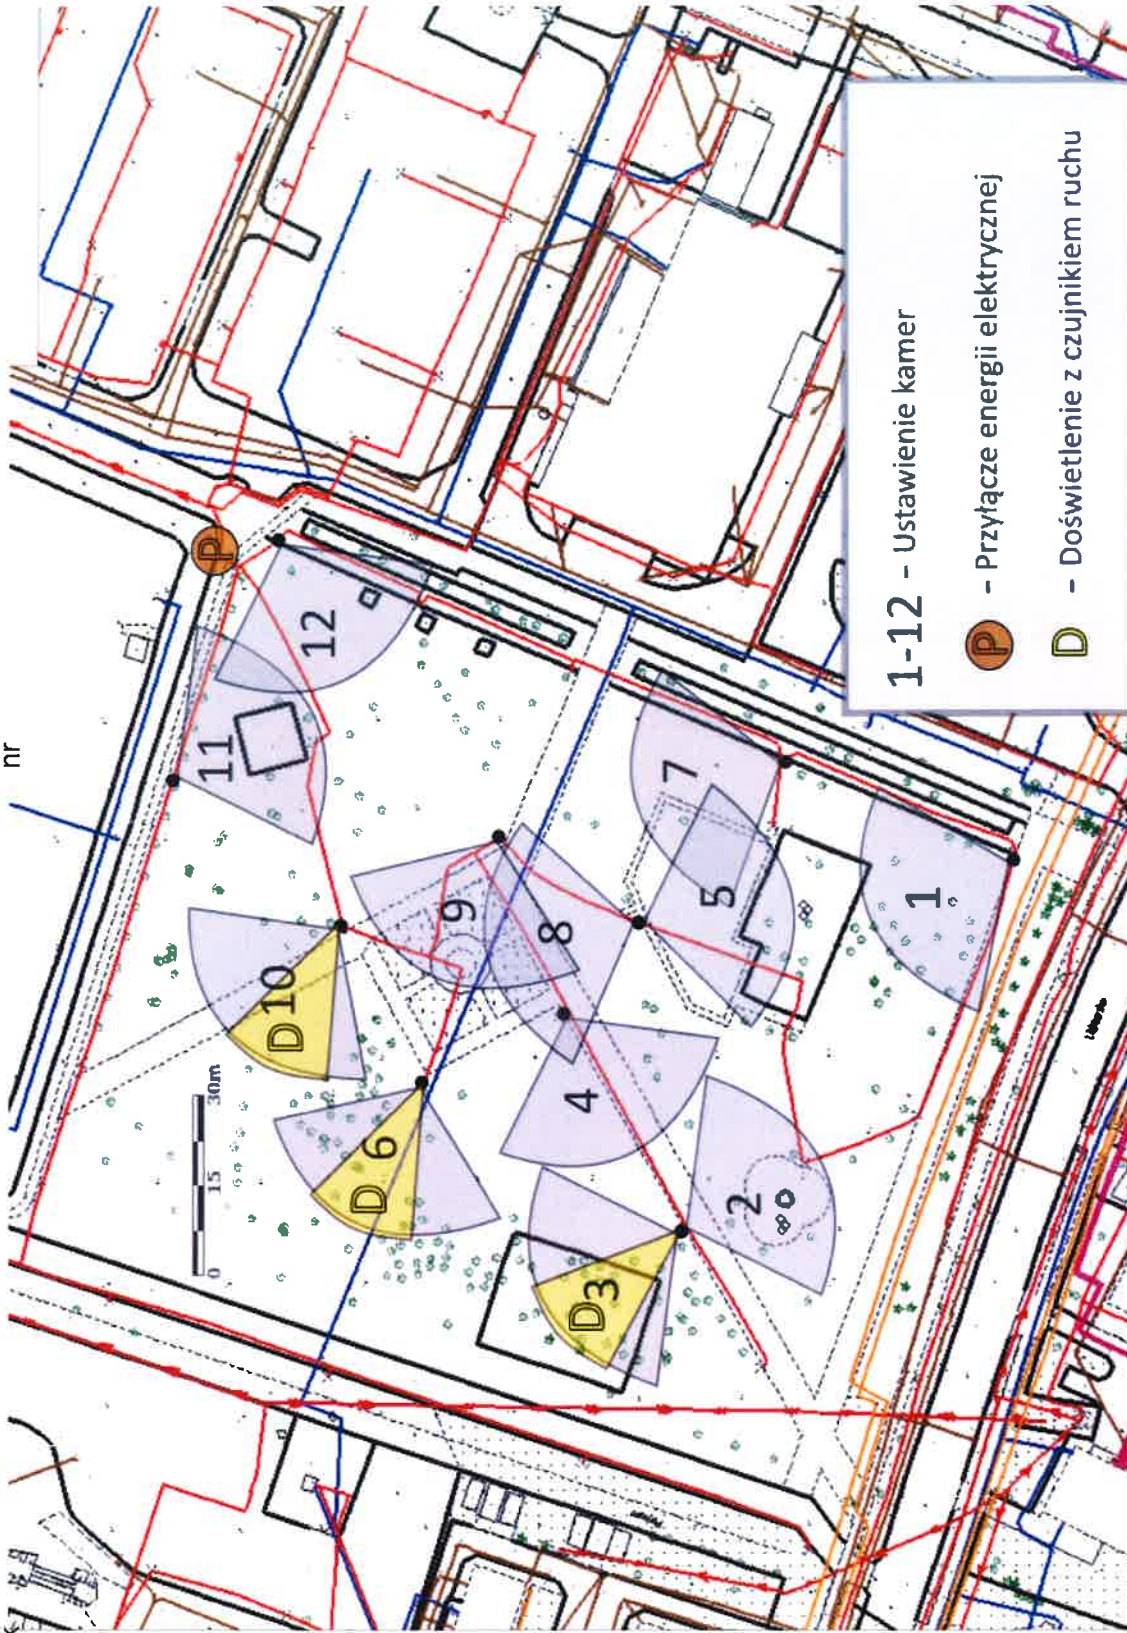 nr
P
12
11
10
D
9
8
7
6
D
5
4
3
D
2
1
0
15
30m
1-12 - Ustawienie kamer
P - Przyłącze energii elektrycznej
D - Doświetlenie z czujnikiem ruchu